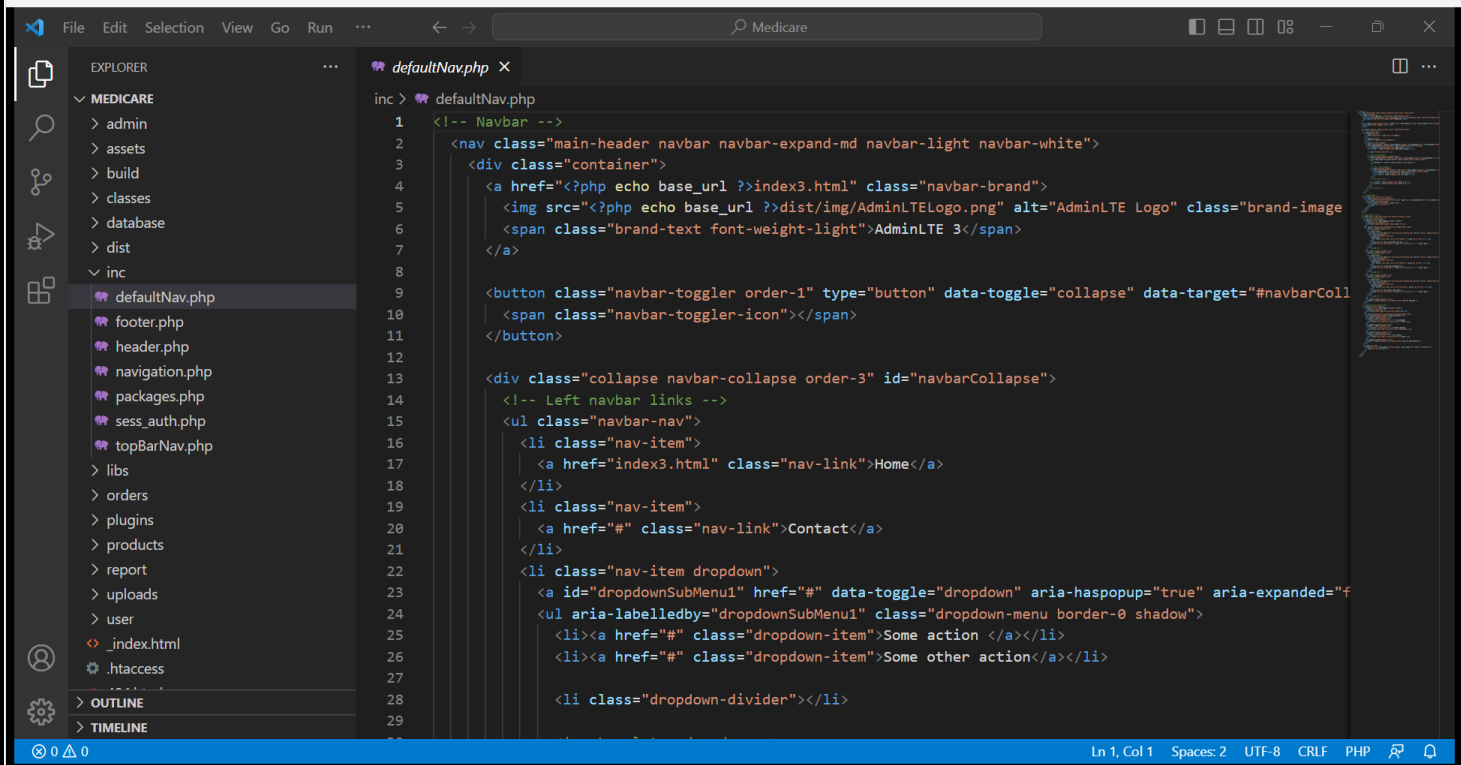 File Edit Selection View Go Run ··· Medicare
EXPLORER ···
MEDICARE
admin
assets
build
classes
database
dist
inc
defaultNav.php
footer.php
header.php
navigation.php
packages.php
sess_auth.php
topBarNav.php
libs
orders
plugins
products
report
uploads
user
_index.html
.htaccess
OUTLINE
TIMELINE
defaultNav.php
inc > defaultNav.php
1 <!-- Navbar -->
2 <nav class="main-header navbar navbar-expand-md navbar-light navbar-white">
3 <div class="container">
4 <a href="<?php echo base_url ?>index3.html" class="navbar-brand">
5 <img src="<?php echo base_url ?>dist/img/AdminLTELogo.png" alt="AdminLTE Logo" class="brand-image
6 <span class="brand-text font-weight-light">AdminLTE 3</span>
7 </a>
8
9 <button class="navbar-toggler order-1" type="button" data-toggle="collapse" data-target="#navbarColl
10 <span class="navbar-toggler-icon"></span>
11 </button>
12
13 <div class="collapse navbar-collapse order-3" id="navbarCollapse">
14 <!-- Left navbar links -->
15 <ul class="navbar-nav">
16 <li class="nav-item">
17 <a href="index3.html" class="nav-link">Home</a>
18 </li>
19 <li class="nav-item">
20 <a href="#" class="nav-link">Contact</a>
21 </li>
22 <li class="nav-item dropdown">
23 <a id="dropdownSubMenu1" href="#" data-toggle="dropdown" aria-haspopup="true" aria-expanded="f
24 <ul aria-labelledby="dropdownSubMenu1" class="dropdown-menu border-0 shadow">
25 <li><a href="#" class="dropdown-item">Some action </a></li>
26 <li><a href="#" class="dropdown-item">Some other action</a></li>
27
28 <li class="dropdown-divider"></li>
29
0 0 Ln 1, Col 1 Spaces: 2 UTF-8 CRLF PHP